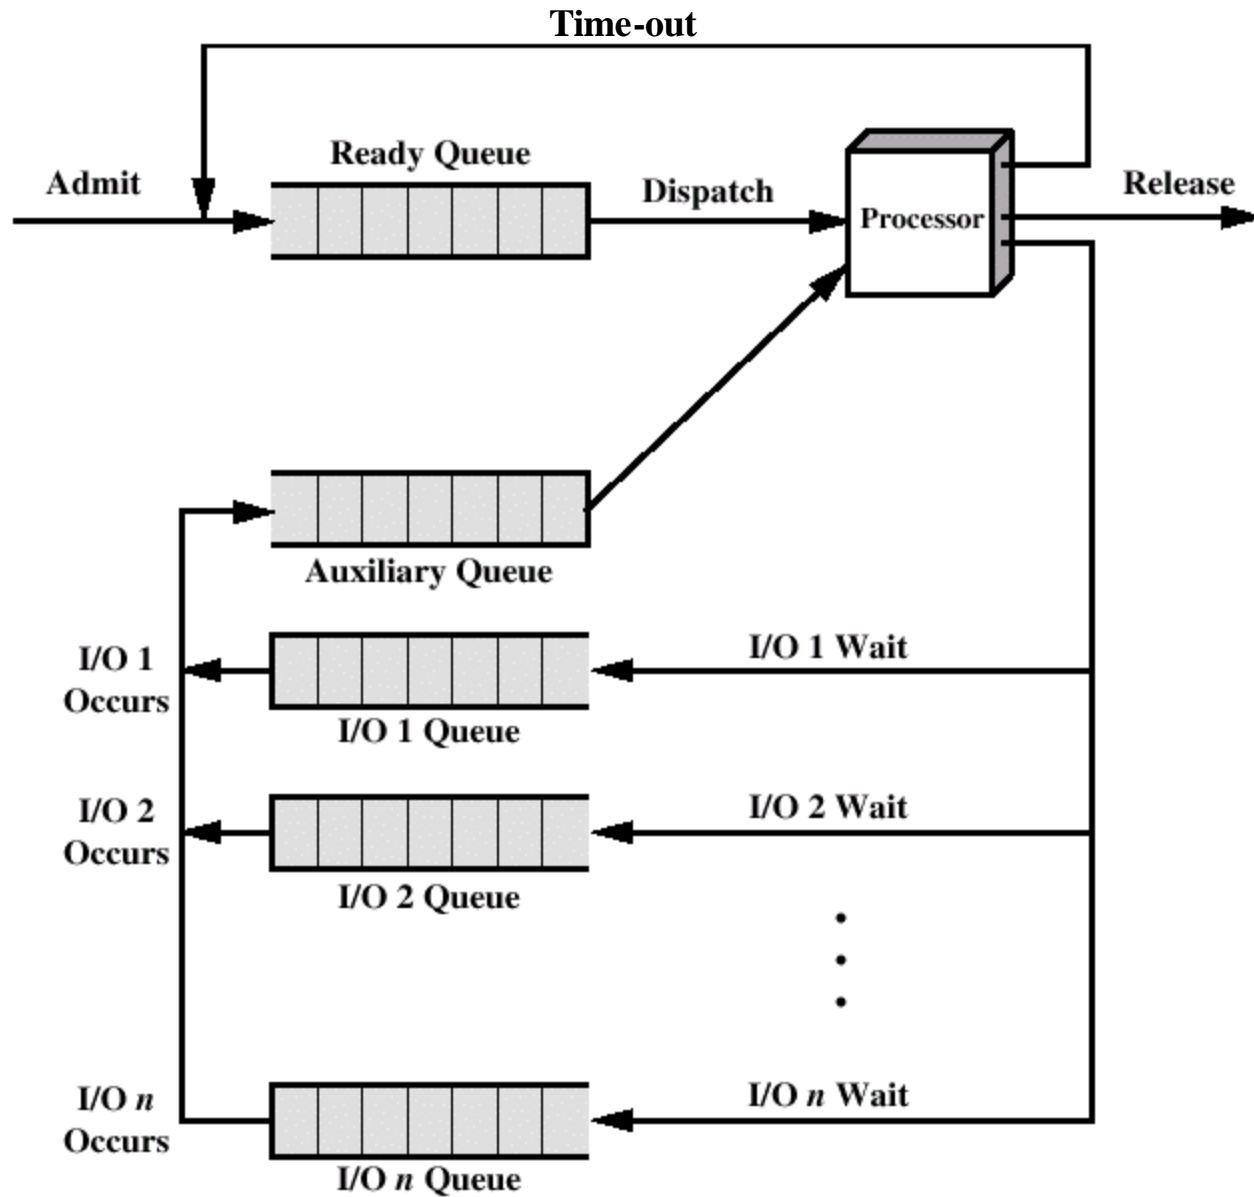 Time-out
Ready Queue
Admit
Dispatch
Release
Processor
Auxiliary Queue
I/O 1
Occurs
I/O 1 Wait
I/O 1 Queue
I/O 2
Occurs
I/O 2 Wait
I/O 2 Queue
I/O n
Occurs
I/O n Wait
I/O n Queue